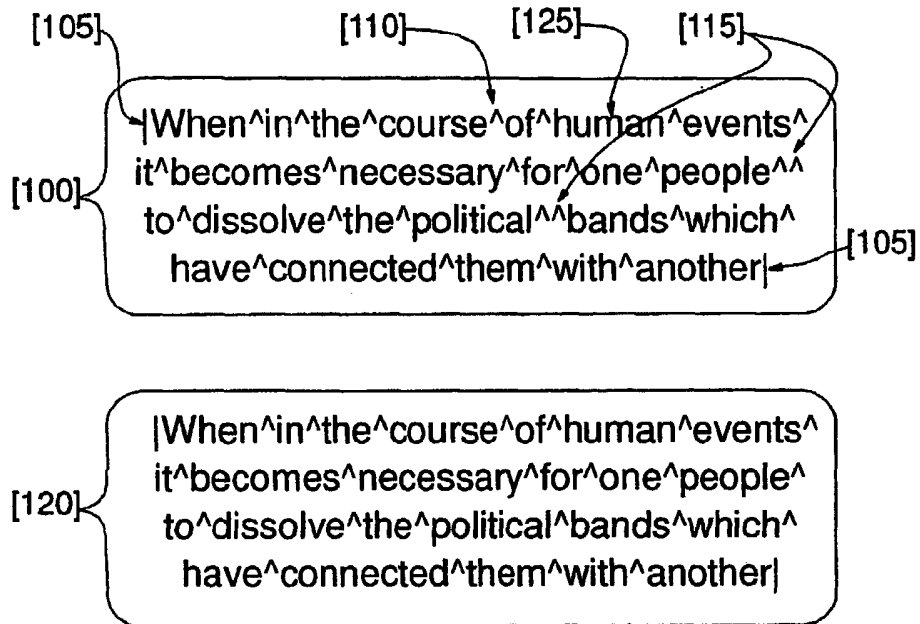 [105] [110] [125] [115]
|When^in^the^course^of^human^events^
it^becomes^necessary^for^one^people^^
[100]
to^dissolve^the^political^^bands^which^
[105]
have^connected^them^with^another|
|When^in^the^course^of^human^events^
it^becomes^necessary^for^one^people^
[120]
to^dissolve^the^political^bands^which^
have^connected^them^with^another|